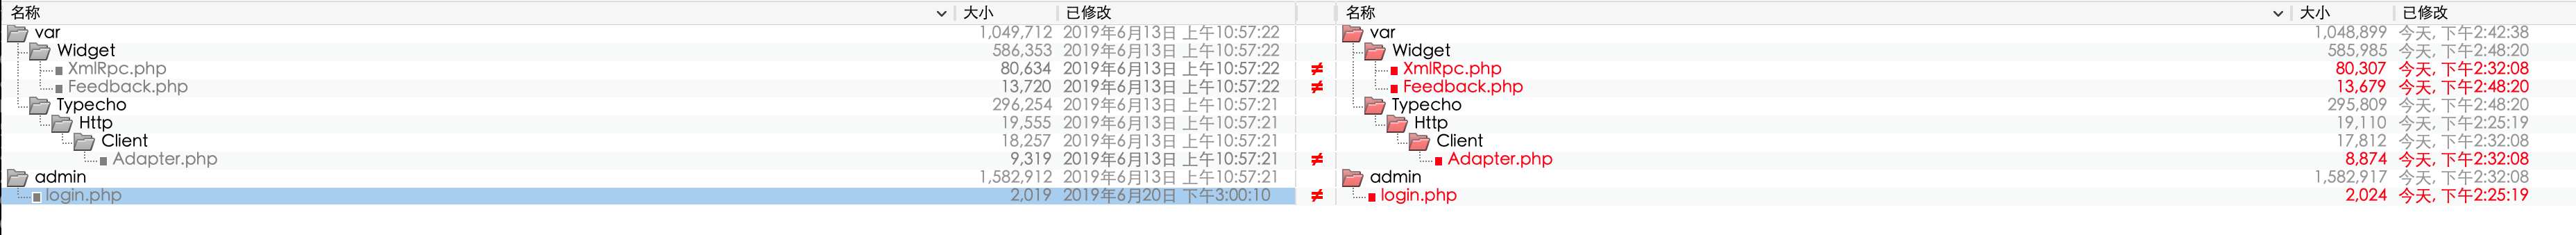 名称 大小 已修改 名称 大小 已修改
var 1,049,712 2019年6月13日 上午10:57:22 var 1,048,899 今天, 下午2:42:38
Widget 586,353 2019年6月13日 上午10:57:22 Widget 585,985 今天, 下午2:48:20
XmlRpc.php 80,634 2019年6月13日 上午10:57:22 ≠ XmlRpc.php 80,307 今天, 下午2:32:08
Feedback.php 13,720 2019年6月13日 上午10:57:22 ≠ Feedback.php 13,679 今天, 下午2:48:20
Typecho 296,254 2019年6月13日 上午10:57:21 Typecho 295,809 今天, 下午2:48:20
Http 19,555 2019年6月13日 上午10:57:21 Http 19,110 今天, 下午2:25:19
Client 18,257 2019年6月13日 上午10:57:21 Client 17,812 今天, 下午2:32:08
Adapter.php 9,319 2019年6月13日 上午10:57:21 ≠ Adapter.php 8,874 今天, 下午2:32:08
admin 1,582,912 2019年6月13日 上午10:57:21 admin 1,582,917 今天, 下午2:32:08
login.php 2,019 2019年6月20日 下午3:00:10 ≠ login.php 2,024 今天, 下午2:25:19